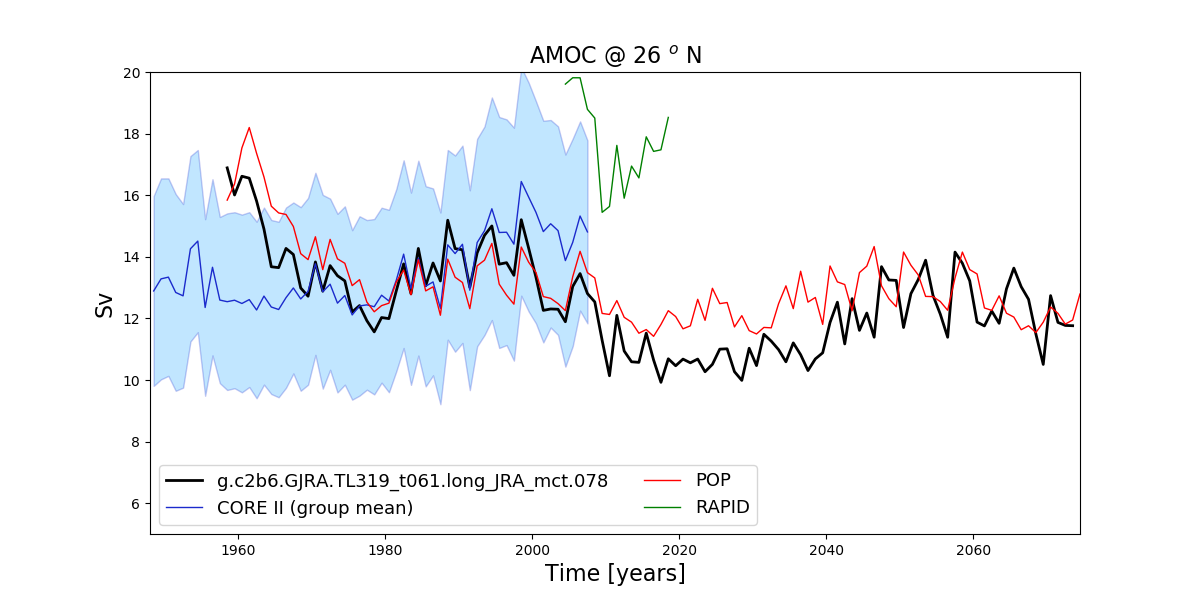 AMOC @ 26 ° N
Sv
20
18
16
14
12
10
8
6
g.c2b6.GJRA.TL319_t061.long_JRA_mct.078
CORE II (group mean)
POP
RAPID
1960
1980
2000
2020
2040
2060
Time [years]